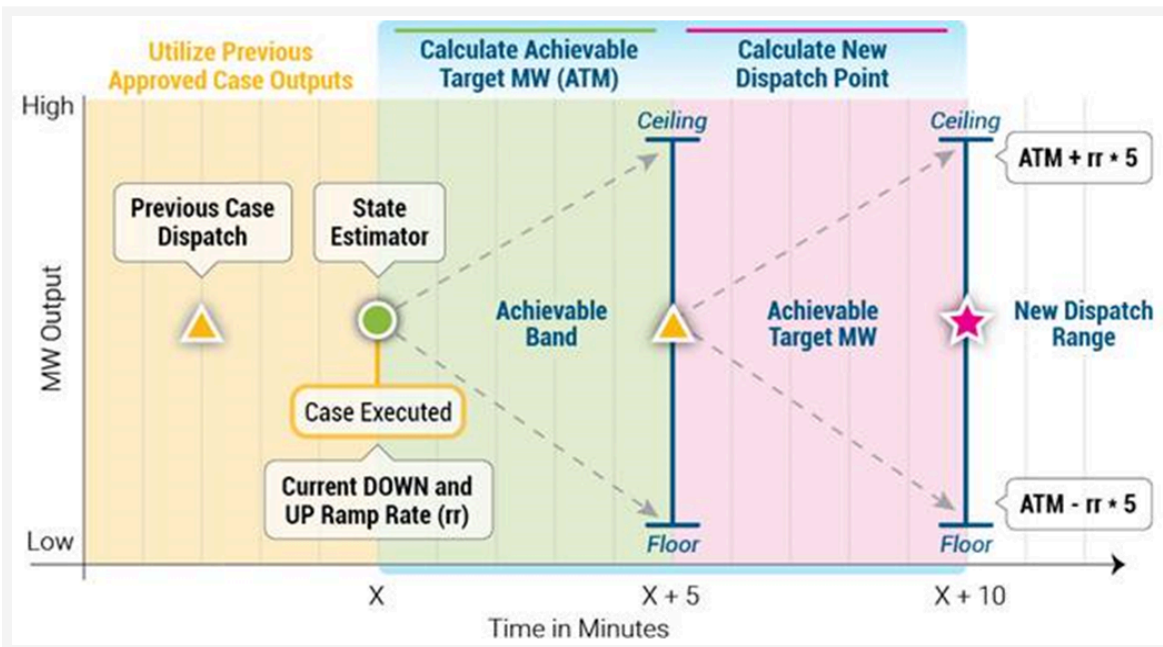 Utilize Previous
Approved Case Outputs
Calculate Achievable
Target MW (ATM)
Calculate New
Dispatch Point
High
Ceiling
Ceiling
ATM + rr * 5
Previous Case
Dispatch
State
Estimator
MW Output
Achievable
Band
Achievable
Target MW
New Dispatch
Range
Case Executed
Current DOWN and
UP Ramp Rate (rr)
ATM - rr * 5
Low
Floor
Floor
X
X + 5
X + 10
Time in Minutes